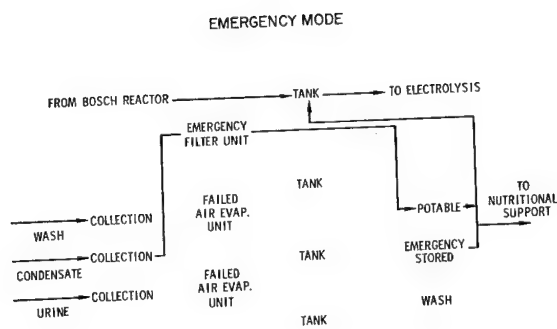 EMERGENCY MODE
FROM BOSCH REACTOR
TANK
TO ELECTROLYSIS
EMERGENCY
FILTER UNIT
TANK
FAILED
AIR EVAP.
UNIT
TO
NUTRITIONAL
SUPPORT
COLLECTION
POTABLE
WASH
EMERGENCY
STORED
COLLECTION
TANK
CONDENSATE
FAILED
AIR EVAP.
UNIT
COLLECTION
WASH
URINE
TANK